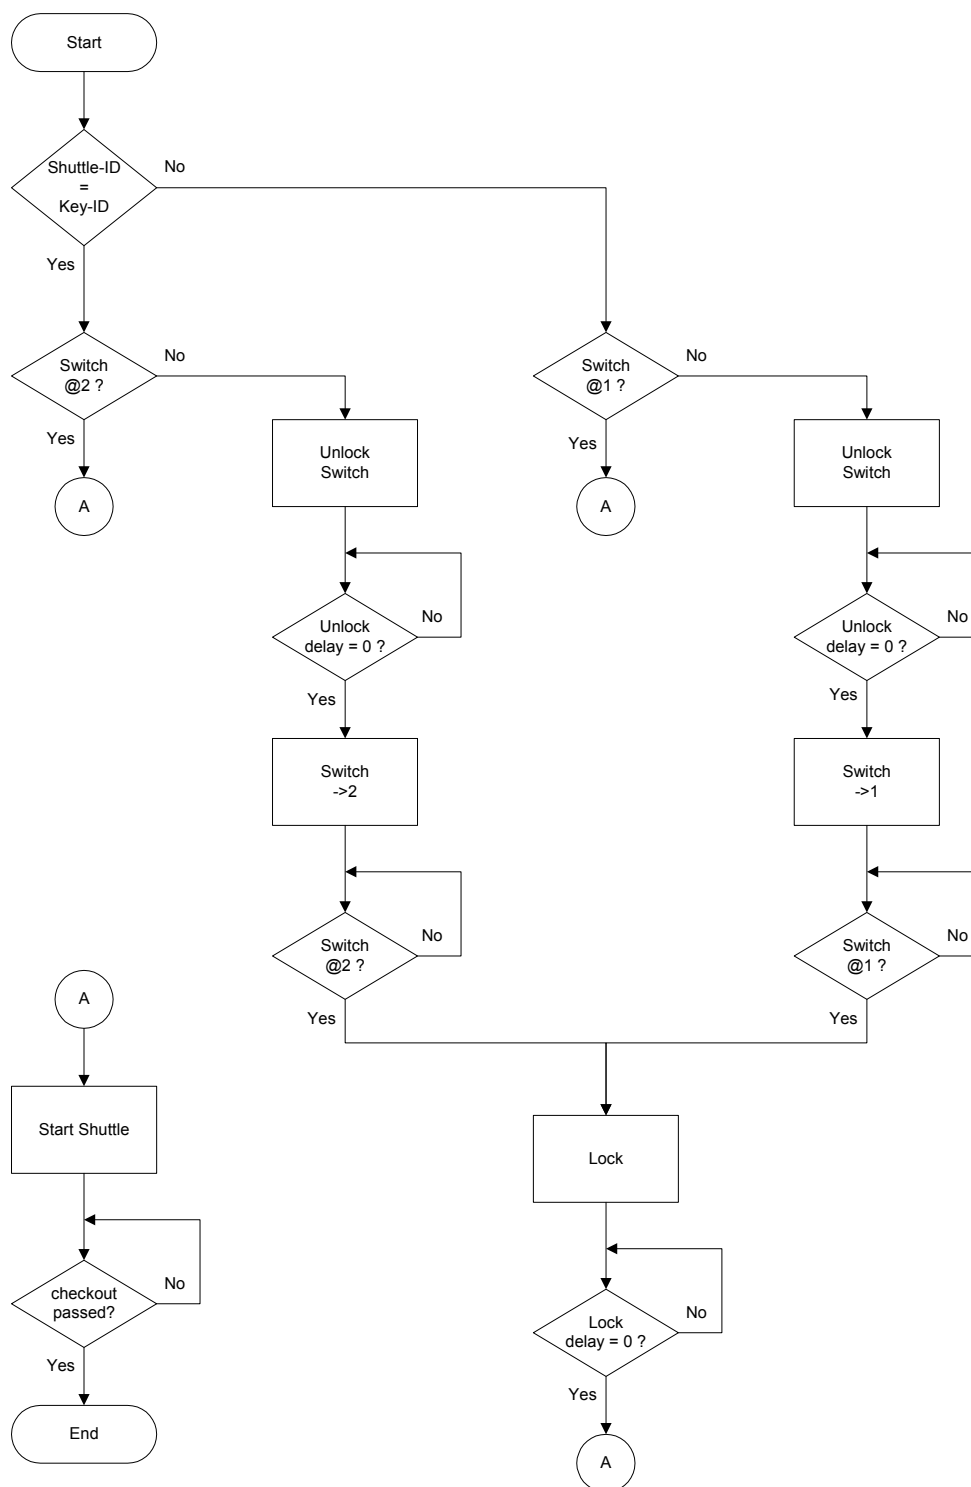 Start
Shuttle-ID
=
Key-ID
No
Yes
Switch
@2 ?
No
Yes
A
Unlock
Switch
Unlock
delay = 0 ?
No
Yes
Switch
->2
Switch
@2 ?
No
Yes
Switch
@1 ?
No
Yes
A
Unlock
Switch
Unlock
delay = 0 ?
No
Yes
Switch
->1
Switch
@1 ?
No
Yes
Lock
Lock
delay = 0 ?
No
Yes
A
A
Start Shuttle
checkout
passed?
No
Yes
End